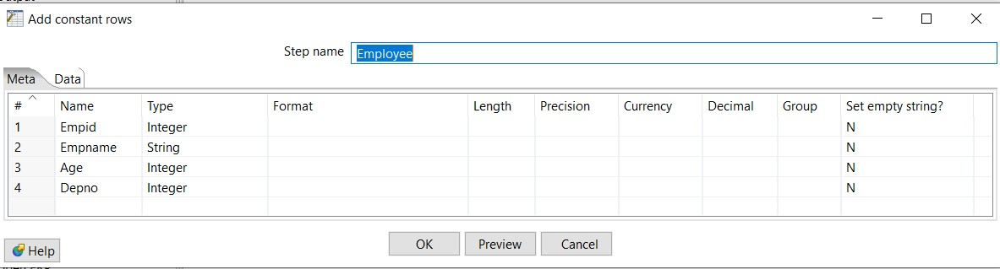 Add constant rows
Step name Employee
Meta Data
# Name Type Format Length Precision Currency Decimal Group Set empty string?
1 Empid Integer N
2 Empname String N
3 Age Integer N
4 Depno Integer N
OK Preview Cancel
Help